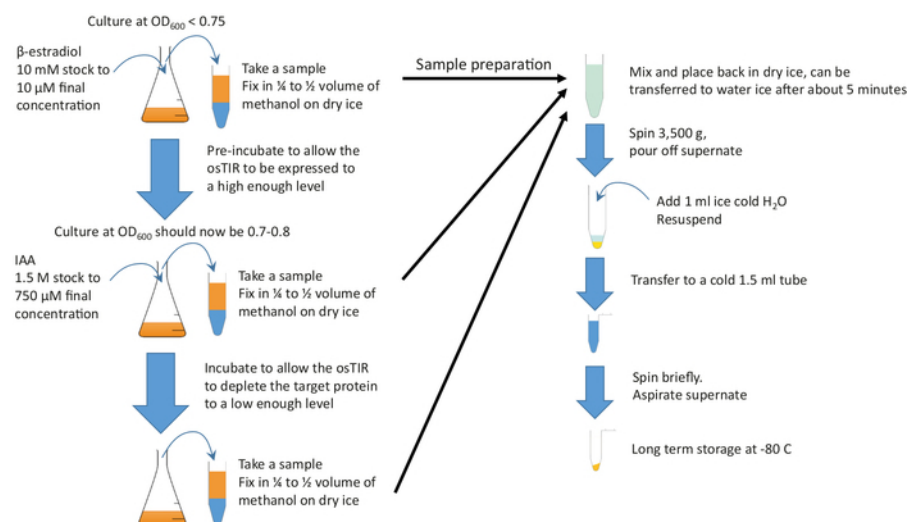 Culture at OD600 < 0.75
β-estradiol
10 mM stock to
10 µM final
concentration
Take a sample
Fix in ¼ to ½ volume of
methanol on dry ice
Pre-incubate to allow the
osTIR to be expressed to
a high enough level
Culture at OD600 should now be 0.7-0.8
IAA
1.5 M stock to
750 µM final
concentration
Take a sample
Fix in ¼ to ½ volume of
methanol on dry ice
Incubate to allow the osTIR
to deplete the target protein
to a low enough level
Take a sample
Fix in ¼ to ½ volume of
methanol on dry ice
Sample preparation
Mix and place back in dry ice, can be
transferred to water ice after about 5 minutes
Spin 3,500 g,
pour off supernate
Add 1 ml ice cold H2O
Resuspend
Transfer to a cold 1.5 ml tube
Spin briefly.
Aspirate supernate
Long term storage at -80 C